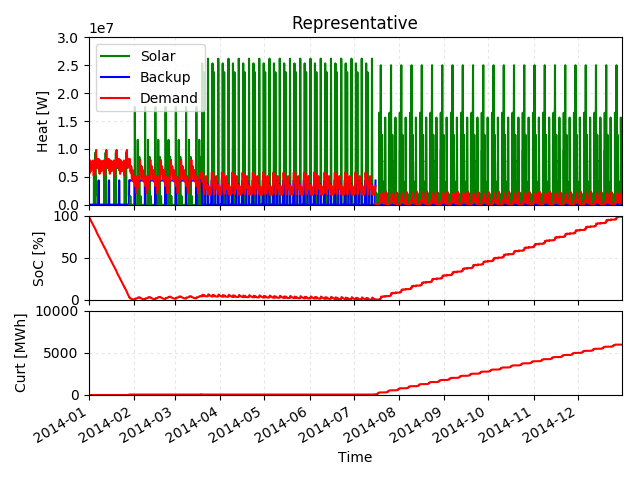 Representative
1e7
3.0
2.5
2.0
1.5
1.0
0.5
0.0
Heat [W]
Solar
Backup
Demand
100
50
0
SoC [%]
10000
5000
0
Curt [MWh]
2014-01
2014-02
2014-03
2014-04
2014-05
2014-06
2014-07
2014-08
2014-09
2014-10
2014-11
2014-12
Time